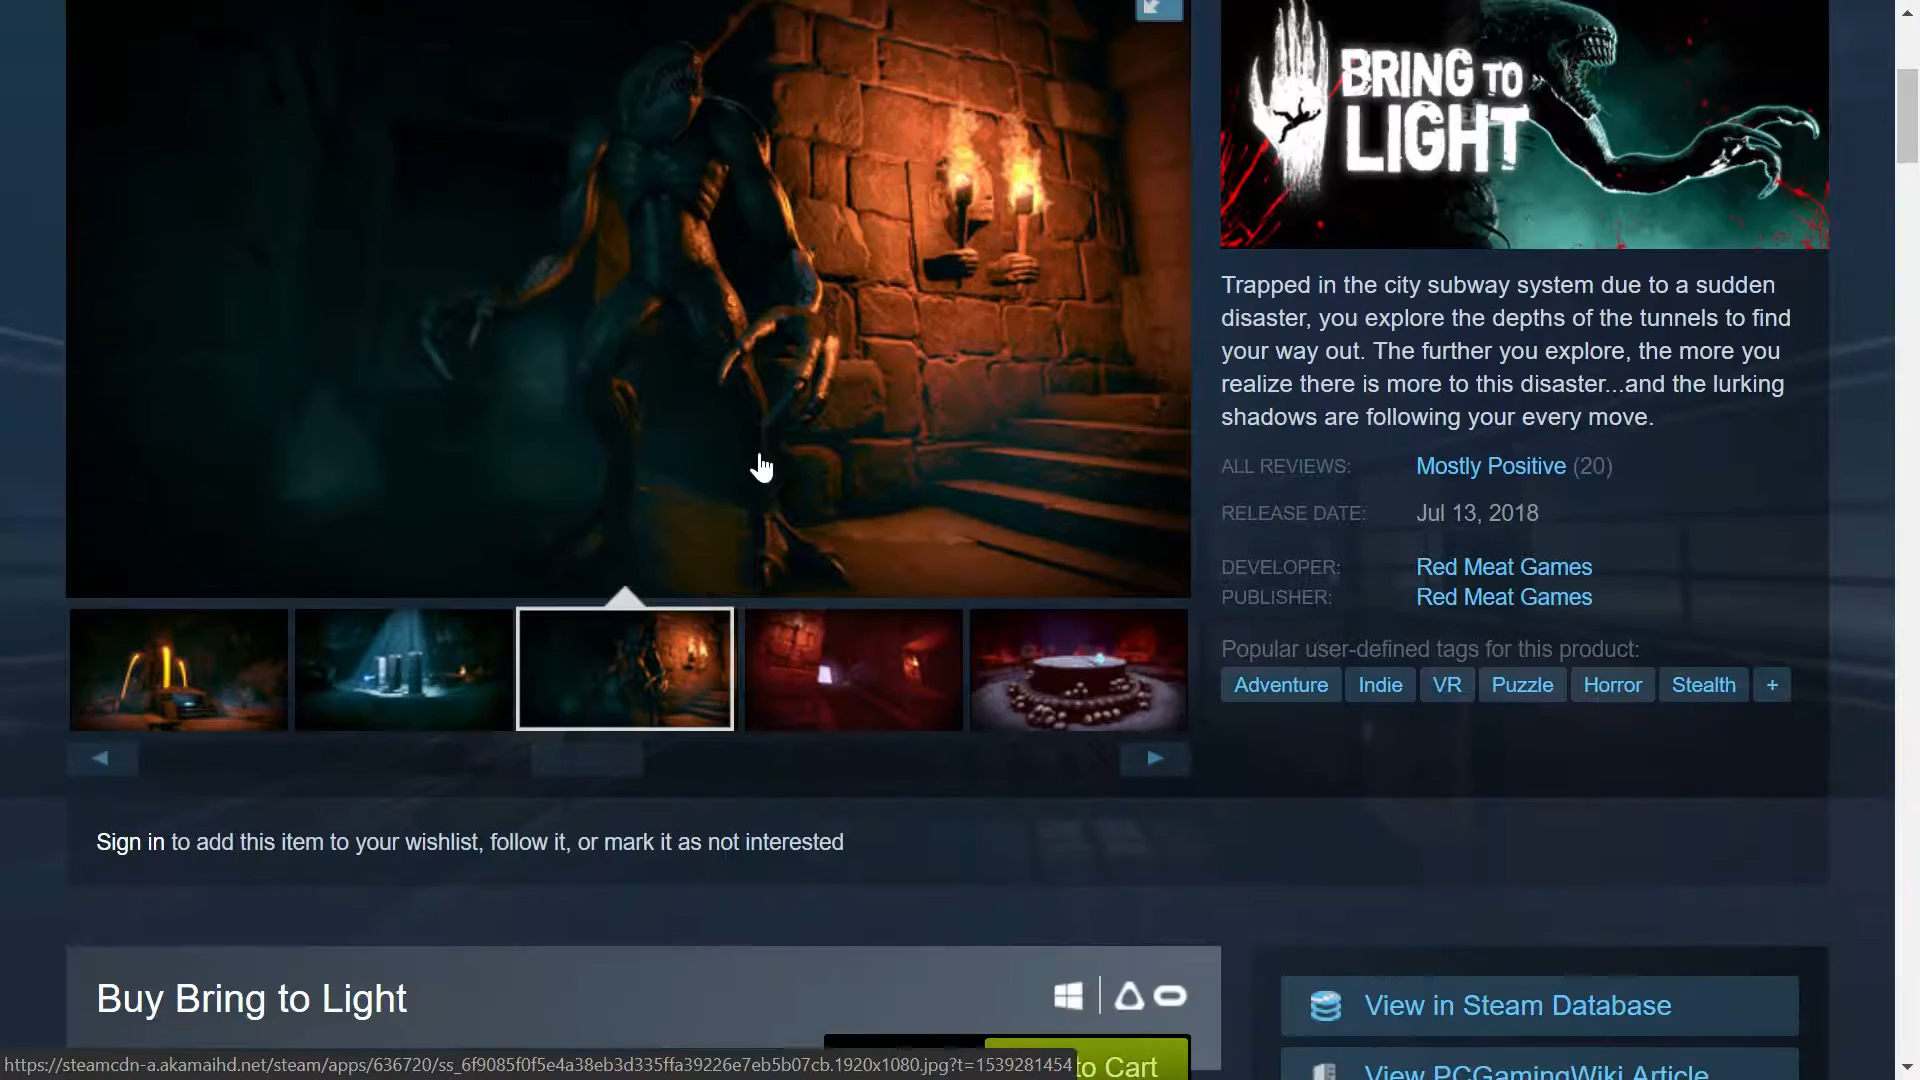 BRING TO
LIGHT
Trapped in the city subway system due to a sudden
disaster, you explore the depths of the tunnels to find
your way out. The further you explore, the more you
realize there is more to this disaster...and the lurking
shadows are following your every move.
ALL REVIEWS: Mostly Positive (20)
RELEASE DATE: Jul 13, 2018
DEVELOPER: Red Meat Games
PUBLISHER: Red Meat Games
Popular user-defined tags for this product:
Adventure Indie VR Puzzle Horror Stealth +
Sign in to add this item to your wishlist, follow it, or mark it as not interested
Buy Bring to Light
View in Steam Database
to Cart
View PCGamingWiki Article
https://steamcdn-a.akamaihd.net/steam/apps/636720/ss_6f9085f0f5e4a38eb3d335ffa39226e7eb5b07cb.1920x1080.jpg?t=1539281454